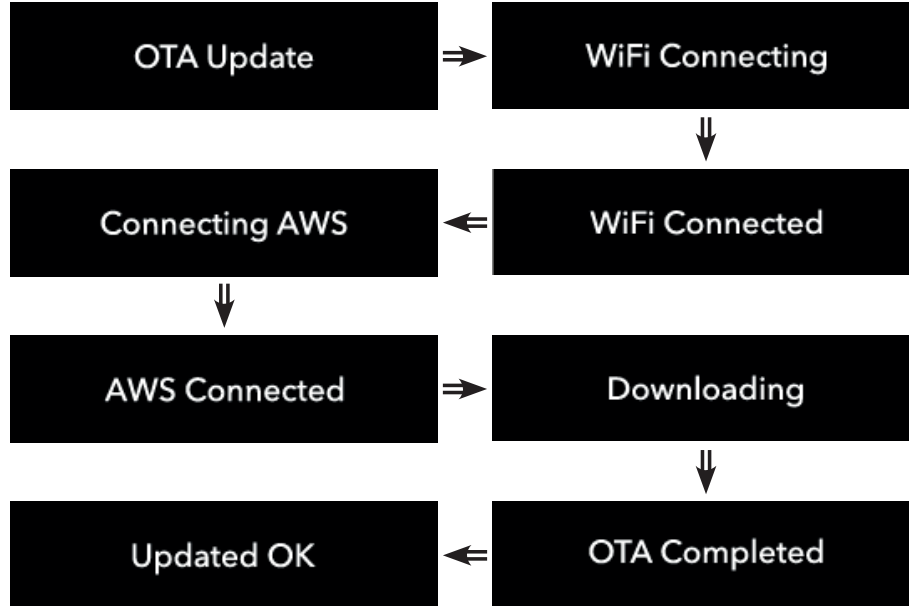 OTA Update
WiFi Connecting
WiFi Connected
Connecting AWS
AWS Connected
Downloading
OTA Completed
Updated OK